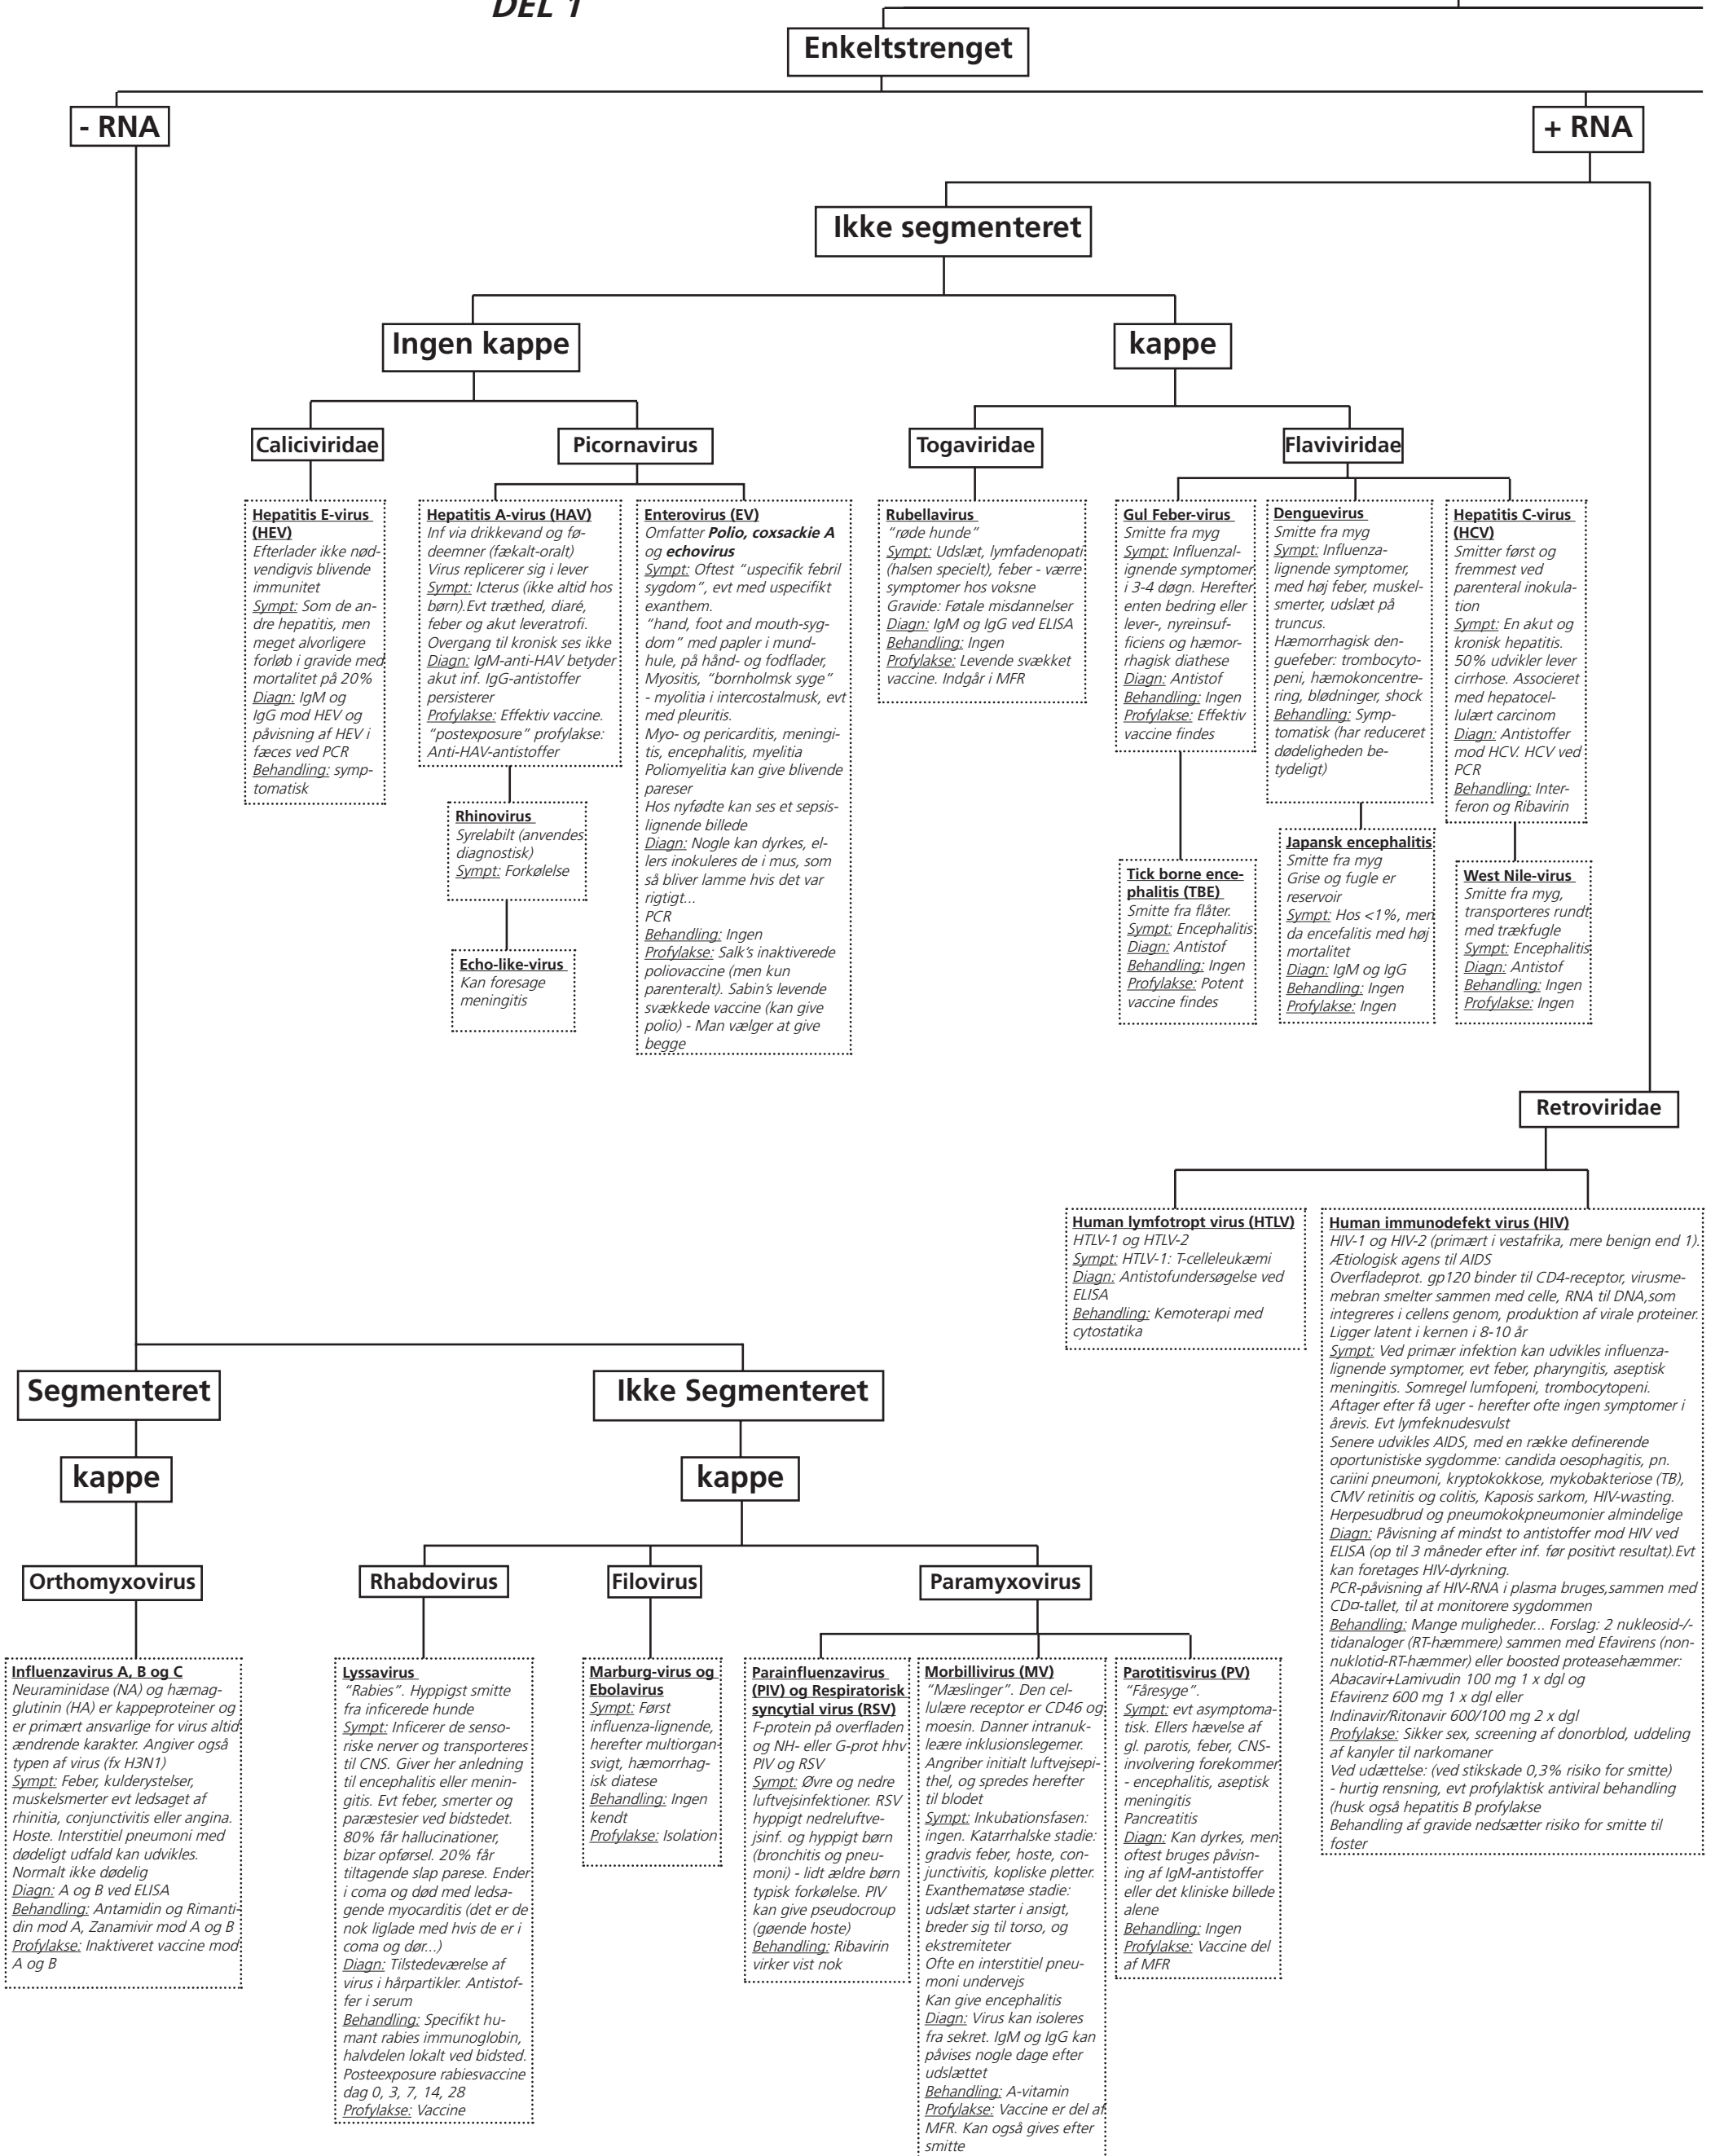 DEL 1
Enkeltstrenget
- RNA
+ RNA
Ikke segmenteret
Ingen kappe
kappe
Caliciviridae
Picornavirus
Togaviridae
Flaviviridae
Hepatitis E-virus
(HEV)
Efterlader ikke nød-
vendigvis blivende
immunitet
Sympt: Som de an-
dre hepatitis, men
meget alvorligere
forløb i gravide med
mortalitet på 20%
Diagn: IgM og
IgG mod HEV og
påvisning af HEV i
fæces ved PCR
Behandling: symp-
tomatisk
Hepatitis A-virus (HAV)
Inf via drikkevand og fø-
deemner (fækalt-oralt)
Virus replicerer sig i lever
Sympt: Icterus (ikke altid hos
børn).Evt træthed, diaré,
feber og akut leveratrofi.
Overgang til kronisk ses ikke
Diagn: IgM-anti-HAV betyder
akut inf. IgG-antistoffer
persisterer
Profylakse: Effektiv vaccine.
"postexposure" profylakse:
Anti-HAV-antistoffer
Rhinovirus
Syrelabilt (anvendes
diagnostisk)
Sympt: Forkølelse
Echo-like-virus
Kan foresage
meningitis
Enterovirus (EV)
Omfatter Polio, coxsackie A
og echovirus
Sympt: Oftest "uspecifik febril
sygdom", evt med uspecifikt
exanthem.
"hand, foot and mouth-syg-
dom" med papler i mund-
hule, på hånd- og fodflader,
Myositis, "bornholmsk syge"
- myolitia i intercostalmusk, evt
med pleuritis.
Myo- og pericarditis, meningi-
tis, encephalitis, myelitia
Poliomyelitia kan give blivende
pareser
Hos nyfødte kan ses et sepsis-
lignende billede
Diagn: Nogle kan dyrkes, el-
lers inokuleres de i mus, som
så bliver lamme hvis det var
rigtigt...
PCR
Behandling: Ingen
Profylakse: Salk's inaktiverede
poliovaccine (men kun
parenteralt). Sabin's levende
svækkede vaccine (kan give
polio) - Man vælger at give
begge
Rubellavirus
"røde hunde"
Sympt: Udslæt, lymfadenopati
(halsen specielt), feber - værre
symptomer hos voksne
Gravide: Føtale misdannelser
Diagn: IgM og IgG ved ELISA
Behandling: Ingen
Profylakse: Levende svækket
vaccine. Indgår i MFR
Gul Feber-virus
Smitte fra myg
Sympt: Influenzal-
ignende symptomer
i 3-4 døgn. Herefter
enten bedring eller
lever-, nyreinsuf-
ficiens og hæmor-
rhagisk diathese
Diagn: Antistof
Behandling: Ingen
Profylakse: Effektiv
vaccine findes
Tick borne ence-
phalitis (TBE)
Smitte fra flåter.
Sympt: Encephalitis
Diagn: Antistof
Behandling: Ingen
Profylakse: Potent
vaccine findes
Denguevirus
Smitte fra myg
Sympt: Influenza-
lignende symptomer,
med høj feber, muskel-
smerter, udslæt på
truncus.
Hæmorrhagisk den-
guefeber: trombocyto-
peni, hæmokoncentre-
ring, blødninger, shock
Behandling: Symp-
tomatisk (har reduceret
dødeligheden be-
tydeligt)
Japansk encephalitis
Smitte fra myg
Grise og fugle er
reservoir
Sympt: Hos <1%, men
da encefalitis med høj
mortalitet
Diagn: IgM og IgG
Behandling: Ingen
Profylakse: Ingen
Hepatitis C-virus
(HCV)
Smitter først og
fremmest ved
parenteral inokula-
tion
Sympt: En akut og
kronisk hepatitis.
50% udvikler lever
cirrhose. Associeret
med hepatocel-
lulært carcinom
Diagn: Antistoffer
mod HCV. HCV ved
PCR
Behandling: Inter-
feron og Ribavirin
West Nile-virus
Smitte fra myg,
transporteres rundt
med trækfugle
Sympt: Encephalitis
Diagn: Antistof
Behandling: Ingen
Profylakse: Ingen
Retroviridae
Human lymfotropt virus (HTLV)
HTLV-1 og HTLV-2
Sympt: HTLV-1: T-celleleukæmi
Diagn: Antistofundersøgelse ved
ELISA
Behandling: Kemoterapi med
cytostatika
Human immunodefekt virus (HIV)
HIV-1 og HIV-2 (primært i vestafrika, mere benign end 1).
Ætiologisk agens til AIDS
Overfladeprot. gp120 binder til CD4-receptor, virusme-
mebran smelter sammen med celle, RNA til DNA,som
integreres i cellens genom, produktion af virale proteiner.
Ligger latent i kernen i 8-10 år
Sympt: Ved primær infektion kan udvikles influenza-
lignende symptomer, evt feber, pharyngitis, aseptisk
meningitis. Somregel lumfopeni, trombocytopeni.
Aftager efter få uger - herefter ofte ingen symptomer i
årevis. Evt lymfeknudesvulst
Senere udvikles AIDS, med en række definerende
oportunistiske sygdomme: candida oesophagitis, pn.
cariini pneumoni, kryptokokkose, mykobakteriose (TB),
CMV retinitis og colitis, Kaposis sarkom, HIV-wasting.
Herpesudbrud og pneumokokpneumonier almindelige
Diagn: Påvisning af mindst to antistoffer mod HIV ved
ELISA (op til 3 måneder efter inf. før positivt resultat).Evt
kan foretages HIV-dyrkning.
PCR-påvisning af HIV-RNA i plasma bruges,sammen med
CD¤-tallet, til at monitorere sygdommen
Behandling: Mange muligheder... Forslag: 2 nukleosid-/-
tidanaloger (RT-hæmmere) sammen med Efavirens (non-
nuklotid-RT-hæmmer) eller boosted proteasehæmmer:
Abacavir+Lamivudin 100 mg 1 x dgl og
Efavirenz 600 mg 1 x dgl eller
Indinavir/Ritonavir 600/100 mg 2 x dgl
Profylakse: Sikker sex, screening af donorblod, uddeling
af kanyler til narkomaner
Ved udættelse: (ved stikskade 0,3% risiko for smitte)
- hurtig rensning, evt profylaktisk antiviral behandling
(husk også hepatitis B profylakse
Behandling af gravide nedsætter risiko for smitte til
foster
Segmenteret
Ikke Segmenteret
kappe
kappe
Orthomyxovirus
Rhabdovirus
Filovirus
Paramyxovirus
Influenzavirus A, B og C
Neuraminidase (NA) og hæmag-
glutinin (HA) er kappeproteiner og
er primært ansvarlige for virus altid
ændrende karakter. Angiver også
typen af virus (fx H3N1)
Sympt: Feber, kulderystelser,
muskelsmerter evt ledsaget af
rhinitia, conjunctivitis eller angina.
Hoste. Interstitiel pneumoni med
dødeligt udfald kan udvikles.
Normalt ikke dødelig
Diagn: A og B ved ELISA
Behandling: Antamidin og Rimanti-
din mod A, Zanamivir mod A og B
Profylakse: Inaktiveret vaccine mod
A og B
Lyssavirus
"Rabies". Hyppigst smitte
fra inficerede hunde
Sympt: Inficerer de senso-
riske nerver og transporteres
til CNS. Giver her anledning
til encephalitis eller menin-
gitis. Evt feber, smerter og
paræstesier ved bidstedet.
80% får hallucinationer,
bizar opførsel. 20% får
tiltagende slap parese. Ender
i coma og død med ledsa-
gende myocarditis (det er de
nok liglade med hvis de er i
coma og dør...)
Diagn: Tilstedeværelse af
virus i hårpartikler. Antistof-
fer i serum
Behandling: Specifikt hu-
mant rabies immunoglobin,
halvdelen lokalt ved bidsted.
Posteexposure rabiesvaccine
dag 0, 3, 7, 14, 28
Profylakse: Vaccine
Marburg-virus og
Ebolavirus
Sympt: Først
influenza-lignende,
herefter multiorgan-
svigt, hæmorrhag-
isk diatese
Behandling: Ingen
kendt
Profylakse: Isolation
Parainfluenzavirus
(PIV) og Respiratorisk
syncytial virus (RSV)
F-protein på overfladen
og NH- eller G-prot hhv
PIV og RSV
Sympt: Øvre og nedre
luftvejsinfektioner. RSV
hyppigt nedreluftve-
jsinf. og hyppigt børn
(bronchitis og pneu-
moni) - lidt ældre børn
typisk forkølelse. PIV
kan give pseudocroup
(gøende hoste)
Behandling: Ribavirin
virker vist nok
Morbillivirus (MV)
"Mæslinger". Den cel-
lulære receptor er CD46 og
moesin. Danner intranuk-
leære inklusionslegemer.
Angriber initialt luftvejsepi-
thel, og spredes herefter
til blodet
Sympt: Inkubationsfasen:
ingen. Katarrhalske stadie:
gradvis feber, hoste, con-
junctivitis, kopliske pletter.
Exanthematøse stadie:
udslæt starter i ansigt,
breder sig til torso, og
ekstremiteter
Ofte en interstitiel pneu-
moni undervejs
Kan give encephalitis
Diagn: Virus kan isoleres
fra sekret. IgM og IgG kan
påvises nogle dage efter
udslættet
Behandling: A-vitamin
Profylakse: Vaccine er del af
MFR. Kan også gives efter
smitte
Parotitisvirus (PV)
"Fåresyge".
Sympt: evt asymptoma-
tisk. Ellers hævelse af
gl. parotis, feber, CNS-
involvering forekommer
- encephalitis, aseptisk
meningitis
Pancreatitis
Diagn: Kan dyrkes, men
oftest bruges påvisn-
ing af IgM-antistoffer
eller det kliniske billede
alene
Behandling: Ingen
Profylakse: Vaccine del
af MFR